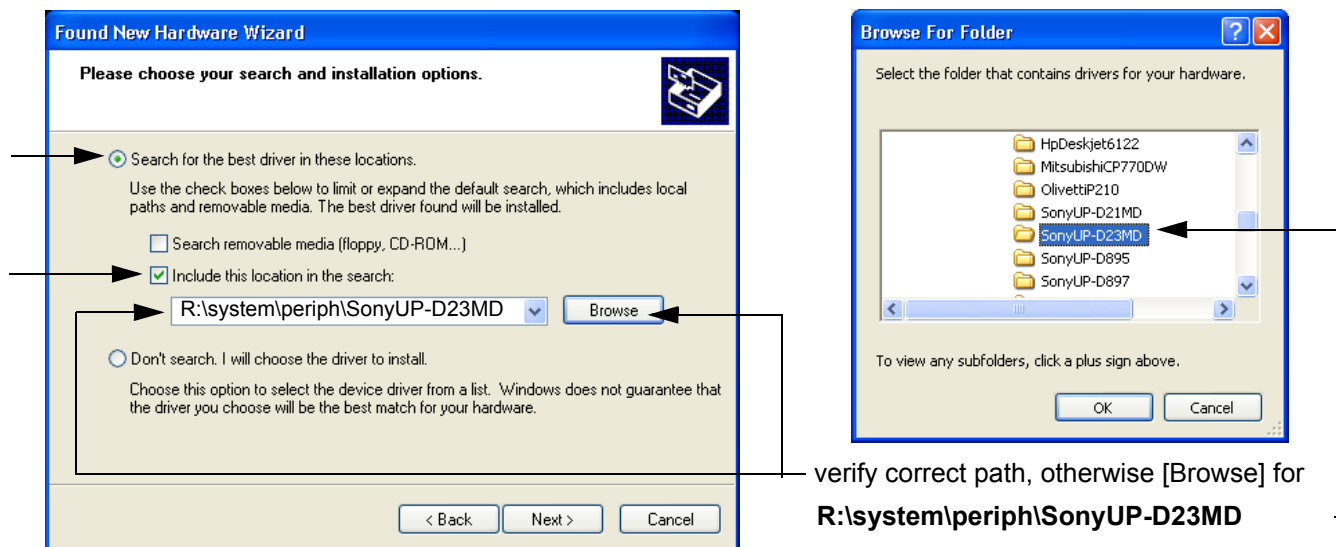 Found New Hardware Wizard
Please choose your search and installation options.
Search for the best driver in these locations.
Use the check boxes below to limit or expand the default search, which includes local
paths and removable media. The best driver found will be installed.
Search removable media (floppy, CD-ROM...)
Include this location in the search:
R:\system\periph\SonyUP-D23MD
Browse
Don't search. I will choose the driver to install.
Choose this option to select the device driver from a list. Windows does not guarantee that
the driver you choose will be the best match for your hardware.
< Back Next > Cancel
Browse For Folder
Select the folder that contains drivers for your hardware.
HpDeskjet6122
MitsubishiCP770DW
OlivettiP210
SonyUP-D21MD
SonyUP-D23MD
SonyUP-D895
SonyUP-D897
To view any subfolders, click a plus sign above.
OK Cancel
verify correct path, otherwise [Browse] for
R:\system\periph\SonyUP-D23MD